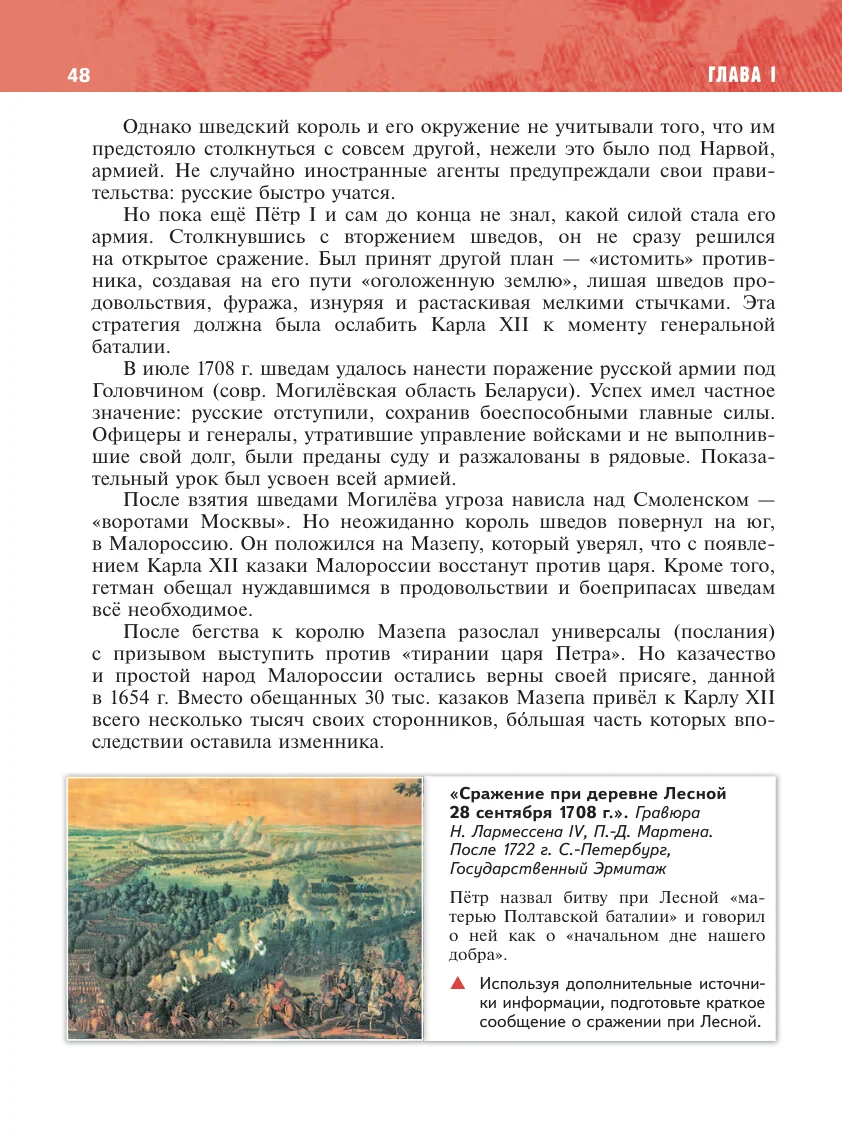 48
ГЛАВА I
Однако шведский король и его окружение не учитывали того, что им
предстояло столкнуться с совсем другой, нежели это было под Нарвой,
армией. Не случайно иностранные агенты предупреждали свои прави-
тельства: русские быстро учатся.
Но пока ещё Пётр I и сам до конца не знал, какой силой стала его
армия. Столкнувшись с вторжением шведов, он не сразу решился
на открытое сражение. Был принят другой план — «истомить» против-
ника, создавая на его пути «оголоженную землю», лишая шведов про-
довольствия, фуража, изнуряя и растаскивая мелкими стычками. Эта
стратегия должна была ослабить Карла XII к моменту генеральной
баталии.
В июле 1708 г. шведам удалось нанести поражение русской армии под
Головчином (совр. Могилёвская область Беларуси). Успех имел частное
значение: русские отступили, сохранив боеспособными главные силы.
Офицеры и генералы, утратившие управление войсками и не выполнив-
шие свой долг, были преданы суду и разжалованы в рядовые. Показа-
тельный урок был усвоен всей армией.
После взятия шведами Могилёва угроза нависла над Смоленском —
«воротами Москвы». Но неожиданно король шведов повернул на юг,
в Малороссию. Он положился на Мазепу, который уверял, что с появле-
нием Карла XII казаки Малороссии восстанут против царя. Кроме того,
гетман обещал нуждавшимся в продовольствии и боеприпасах шведам
всё необходимое.
После бегства к королю Мазепа разослал универсалы (послания)
с призывом выступить против «тирании царя Петра». Но казачество
и простой народ Малороссии остались верны своей присяге, данной
в 1654 г. Вместо обещанных 30 тыс. казаков Мазепа привёл к Карлу XII
всего несколько тысяч своих сторонников, бо́льшая часть которых впо-
следствии оставила изменника.
«Сражение при деревне Лесной
28 сентября 1708 г.». Гравюра
Н. Лармессена IV, П.-Д. Мартена.
После 1722 г. С.-Петербург,
Государственный Эрмитаж
Пётр назвал битву при Лесной «ма-
терью Полтавской баталии» и говорил
о ней как о «начальном дне нашего
добра».
▲ Используя дополнительные источни-
ки информации, подготовьте краткое
сообщение о сражении при Лесной.